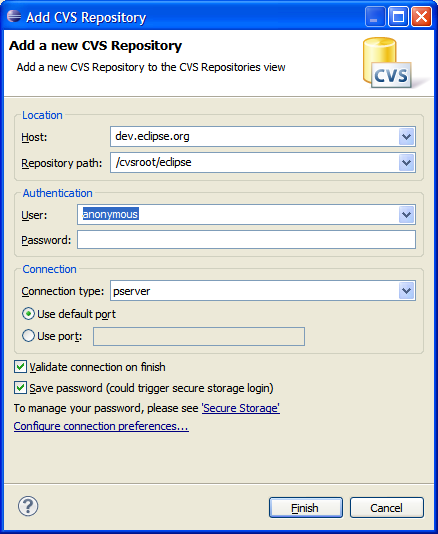 Add CVS Repository
Add a new CVS Repository
Add a new CVS Repository to the CVS Repositories view
CVS
Location
Host: dev.eclipse.org
Repository path: /cvsroot/eclipse
Authentication
User: anonymous
Password:
Connection
Connection type: pserver
Use default port
Use port:
Validate connection on finish
Save password (could trigger secure storage login)
To manage your password, please see 'Secure Storage'
Configure connection preferences...
? Finish Cancel